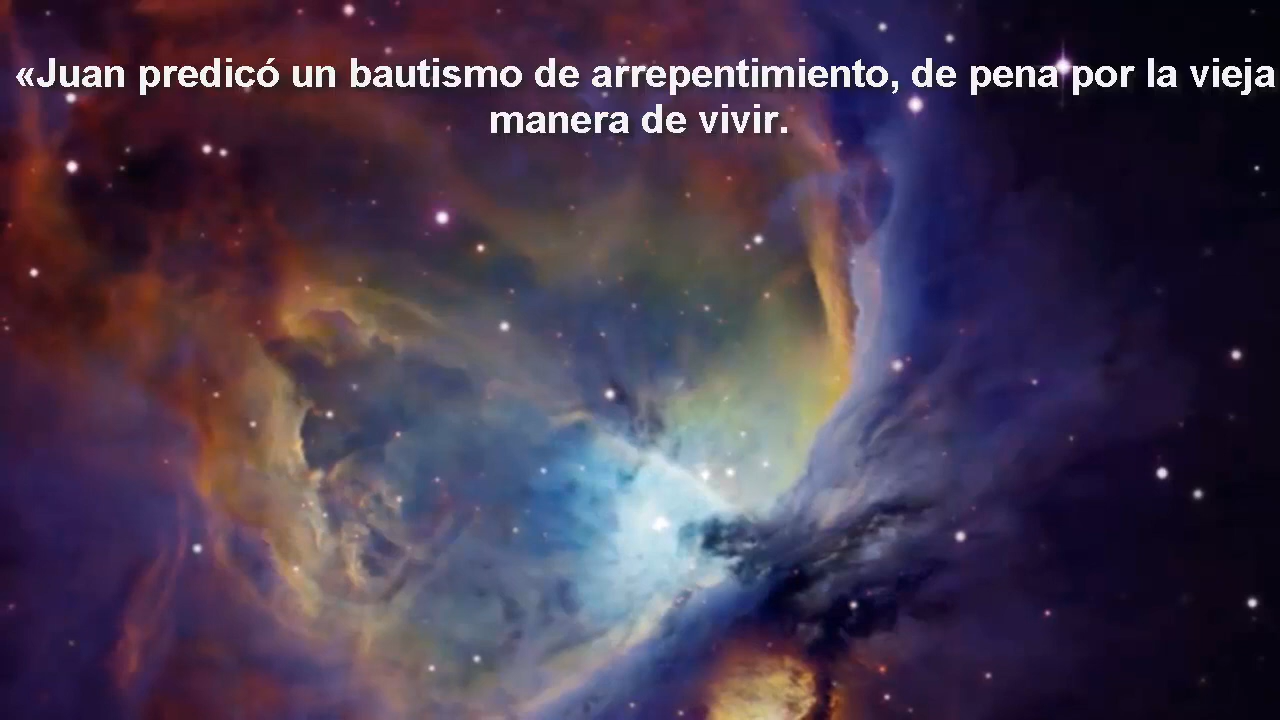 «Juan predicó un bautismo de arrepentimiento, de pena por la vieja
manera de vivir.